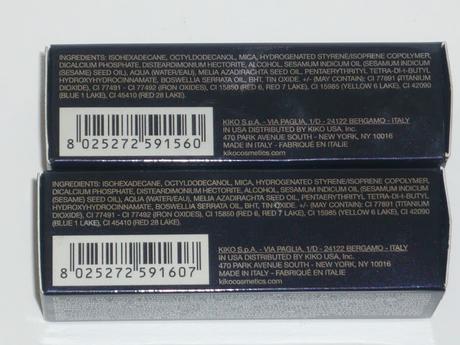 INGREDIENTS: ISOHEXADECANE, OCTYLDODECANOL, MICA, HYDROGENATED STYRENE/ISOPRENE COPOLYMER,
DICALCIUM PHOSPHATE, DISTEARDIMONIUM HECTORITE, ALCOHOL, SESAMUM INDICUM OIL (SESAMUM INDICUM
(SESAME) SEED OIL), AQUA (WATER/EAU), MELIA AZADIRACHTA SEED OIL, PENTAERYTHRITYL TETRA-DI-t-BUTYL
HYDROXYHYDROCINNAMATE, BOSWELLIA SERRATA OIL, BHT, TIN OXIDE. +/- (MAY CONTAIN): CI 77891 (TITANIUM
DIOXIDE), CI 77491 - CI 77492 (IRON OXIDES), CI 15850 (RED 6, RED 7 LAKE), CI 15985 (YELLOW 6 LAKE), CI 42090
(BLUE 1 LAKE), CI 45410 (RED 28 LAKE).
8 025272 591560
KIKO S.p.A. - VIA PAGLIA, 1/D - 24122 BERGAMO - ITALY
IN USA DISTRIBUTED BY KIKO USA, Inc.
470 PARK AVENUE SOUTH - NEW YORK, NY 10016
MADE IN ITALY - FABRIQUÉ EN ITALIE
kikocosmetics.com
INGREDIENTS: ISOHEXADECANE, OCTYLDODECANOL, MICA, HYDROGENATED STYRENE/ISOPRENE COPOLYMER,
DICALCIUM PHOSPHATE, DISTEARDIMONIUM HECTORITE, ALCOHOL, SESAMUM INDICUM OIL (SESAMUM INDICUM
(SESAME) SEED OIL), AQUA (WATER/EAU), MELIA AZADIRACHTA SEED OIL, PENTAERYTHRITYL TETRA-DI-t-BUTYL
HYDROXYHYDROCINNAMATE, BOSWELLIA SERRATA OIL, BHT, TIN OXIDE. +/- (MAY CONTAIN): CI 77891 (TITANIUM
DIOXIDE), CI 77491 - CI 77492 (IRON OXIDES), CI 15850 (RED 6, RED 7 LAKE), CI 15985 (YELLOW 6 LAKE), CI 42090
(BLUE 1 LAKE), CI 45410 (RED 28 LAKE).
8 025272 591607
KIKO S.p.A. - VIA PAGLIA, 1/D - 24122 BERGAMO - ITALY
IN USA DISTRIBUTED BY KIKO USA, Inc.
470 PARK AVENUE SOUTH - NEW YORK, NY 10016
MADE IN ITALY - FABRIQUÉ EN ITALIE
kikocosmetics.com